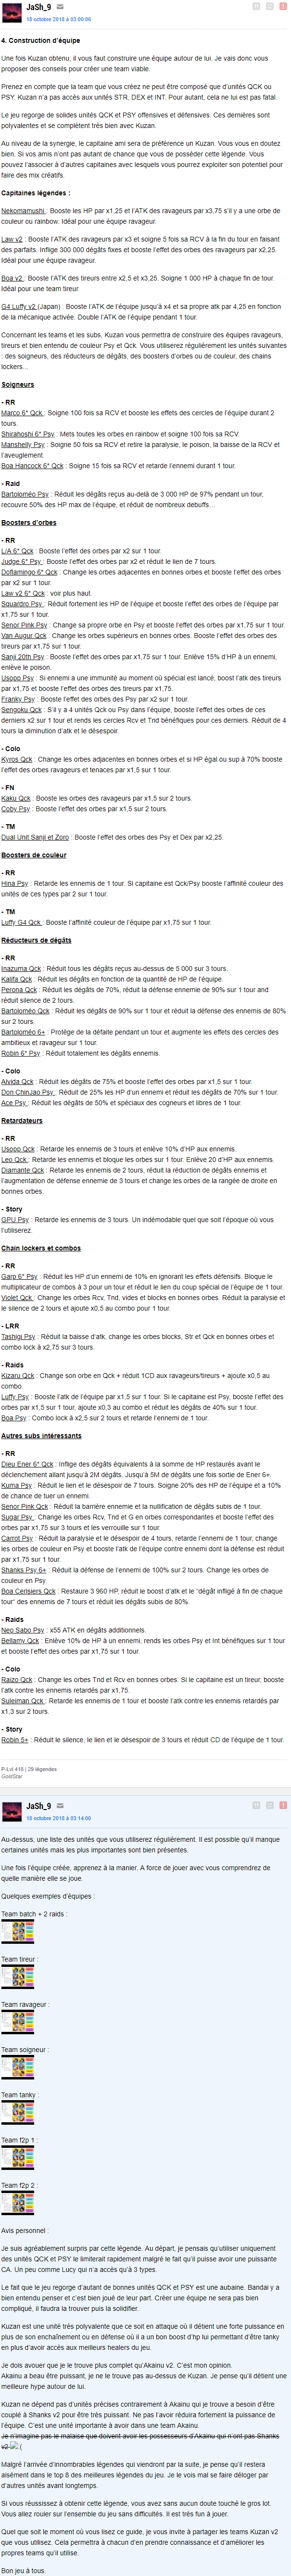 JaSh_9
10 octobre 2018 à 03:00:06
4. Construction d'équipe
Une fois Kuzan obtenu, il vous faut construire une équipe autour de lui. Je vais donc vous
proposer des conseils pour créer une team viable.
Prenez en compte que la team que vous créez ne peut être composé que d'unités QCK ou
PSY. Kuzan n'a pas accès aux unités STR, DEX et INT. Pour autant, cela ne lui est pas fatal.
Le jeu regorge de solides unités QCK et PSY offensives et défensives. Ces dernières sont
polyvalentes et se complètent très bien avec Kuzan.
Au niveau de la synergie, le capitaine ami sera de préférence un Kuzan. Vous vous en doutez
bien. Si vos amis n'ont pas autant de chance que vous de posséder cette légende. Vous
pouvez l'associer à d'autres capitaines avec lesquels vous pourrez exploiter son potentiel pour
faire des mix créatifs.
Capitaines légendes :
Nekomamushi : Booste les HP par x1,25 et l'ATK des ravageurs par x3,75 s'il y a une orbe de
couleur ou rainbow. Idéal pour une équipe ravageur.
Law v2 : Booste l'ATK des ravageurs par x3 et soigne 5 fois sa RCV à la fin du tour en faisant
des parfaits. Inflige 300 000 dégâts fixes et booste l'effet des orbes des ravageurs par x2,25.
Idéal pour une équipe ravageur.
Boa v2 : Booste l'ATK des tireurs entre x2,5 et x3,25. Soigne 1 000 HP à chaque fin de tour.
Idéal pour une team tireur.
G4 Luffy v2 (Japan) : Booste l'ATK de l'équipe jusqu'à x4 et sa propre atk par 4,25 en fonction
de la mécanique activée. Double l'ATK de l'équipe pendant 1 tour.
Concernant les teams et les subs, Kuzan vous permettra de construire des équipes ravageurs,
tireurs et bien entendu de couleur Psy et Qck. Vous utiliserez régulièrement les unités suivantes
: des seigneurs, des réducteurs de dégâts, des boosters d'orbes ou de couleur, des chains
lockers...
Soigneurs
- RR
Marco 6* Qck : Soigne 100 fois sa RCV et booste les effets des cercles de l'équipe durant 2
tours.
Shirahoshi 6* Psy : Mets toutes les orbes en rainbow et soigne 100 fois sa RCV.
Manshelly Psy : Soigne 50 fois sa RCV et retire la paralysie, le poison, la baisse de la RCV et
l'aveuglement.
Boa Hancock 6* Qck : Soigne 15 fois sa RCV et retarde l'ennemi durant 1 tour.
- Raid
Bartoloméo Psy : Réduit les dégâts reçus au-delà de 3 000 HP de 97% pendant un tour,
recouvre 50% des HP max de l'équipe, et réduit de nombreux debuffs…
Boosters d'orbes
- RR
L/A 6* Qck : Booste l'effet des orbes par x2 sur 1 tour.
Judge 6* Psy : Booste l'effet des orbes par x2 et réduit le lien de 7 tours.
Doflamingo 6* Qck : Change les orbes adjacentes en bonnes orbes et booste l'effet des orbes
par x2 sur 1 tour.
Law v2 6* Qck : voir plus haut.
Squardro Psy : Réduit fortement les HP de l'équipe et booste l'effet des orbes de l'équipe par
x1,75 sur 1 tour.
Senor Pink Psy : Change sa propre orbe en Psy et booste l'effet des orbes par x1,75 sur 1 tour.
Van Augur Qck : Change les orbes supérieurs en bonnes orbes. Booste l'effet des orbes des
tireurs par x1,75 sur 1 tour.
Sanji 20th Psy : Booste l'effet des orbes par x1,75 sur 1 tour. Enlève 15% d'HP à un ennemi,
enlève le poison.
Usopp Psy : Si ennemi a une immunité au moment où spécial est lancé, boost l'atk des tireurs
par x1,75 et booste l'effet des orbes des tireurs par x1,75.
Franky Psy : Booste l'effet des orbes des Psy par x2 sur 1 tour.
Sengoku Qck : S'il y a 4 unités Qck ou Psy dans l'équipe, booste l'effet des orbes de ces
derniers x2 sur 1 tour et rends les cercles Rcv et Tnd bénéfiques pour ces derniers. Réduit de 4
tours la diminution d'atk et le désespoir.
- Colo
Kyros Qck : Change les orbes adjacentes en bonnes orbes et si HP égal ou sup à 70% booste
l'effet des orbes ravageurs et tenaces par x1,5 sur 1 tour.
- FN
Kaku Qck : Booste les orbes des ravageurs par x1,5 sur 2 tours.
Coby Psy : Booste l'effet des orbes par x1,5 sur 2 tours.
- TM
Dual Unit Sanji et Zoro : Booste l'effet des orbes des Psy et Dex par x2,25.
Boosters de couleur
- RR
Hina Psy : Retarde les ennemis de 1 tour. Si capitaine est Qck/Psy booste l'affinité couleur des
unités de ces types par 2 sur 1 tour.
- TM
Luffy G4 Qck : Booste l'affinité couleur de l'équipe par x1,75 sur 1 tour.
Réducteurs de dégâts
- RR
Inazuma Qck : Réduit tous les dégâts reçus au-dessus de 5 000 sur 3 tours.
Kalifa Qck : Réduit les dégâts en fonction de la quantité de HP de l'équipe.
Perona Qck : Réduit les dégâts de 70%, réduit la défense ennemie de 90% sur 1 tour and
réduit silence de 2 tours.
Bartoloméo Qck : Réduit les dégâts de 90% sur 1 tour et réduit la défense des ennemis de 80%
sur 2 tours.
Bartoloméo 6+ : Protège de la défaite pendant un tour et augmente les effets des cercles des
ambitieux et ravageur sur 1 tour.
Robin 6* Psy : Réduit totalement les dégâts ennemis.
- Colo
Alvida Qck : Réduit les dégâts de 75% et booste l'effet des orbes par x1,5 sur 1 tour.
Don ChinJao Psy : Réduit de 25% les HP d'un ennemi et réduit les dégâts de 70% sur 1 tour.
Ace Psy : Réduit les dégâts de 50% et spéciaux des cogneurs et libres de 1 tour.
Retardateurs
- RR
Usopp Qck : Retarde les ennemis de 3 tours et enlève 10% d'HP aux ennemis.
Leo Qck : Retarde les ennemis et bloque les orbes sur 1 tour. Enlève 20 d'HP aux ennemis.
Diamante Qck : Retarde les ennemis de 2 tours, réduit la réduction de dégâts ennemis et
l'augmentation de défense ennemie de 3 tours et change les orbes de la rangée de droite en
bonnes orbes.
- Story
GPU Psy : Retarde les ennemis de 3 tours. Un indémodable quel que soit l'époque où vous
l'utiliserez.
Chain lockers et combos
- RR
Garp 6* Psy : Réduit les HP d'un ennemi de 10% en ignorant les effets défensifs. Bloque le
multiplicateur de combos à 3 pour un tour et réduit le lien du coup spécial de l'équipe de 1 tour.
Violet Qck : Change les orbes Rcv, Tnd, vides et blocks en bonnes orbes. Réduit la paralysie et
le silence de 2 tours et ajoute x0,5 au combo pour 1 tour.
- LRR
Tashigi Psy : Réduit la baisse d'atk, change les orbes blocks, Str et Qck en bonnes orbes et
combo lock à x2,75 sur 3 tours.
- Raids
Kizaru Qck : Change son orbe en Qck + réduit 1CD aux ravageurs/tireurs + ajoute x0,5 au
combo.
Luffy Psy : Booste l'atk de l'équipe par x1,5 sur 1 tour. Si le capitaine est Psy, booste l'effet des
orbes par x1,5 sur 1 tour, ajoute x0,3 au combo et réduit les dégâts de 40% sur 1 tour.
Boa Psy : Combo lock à x2,5 sur 2 tours et retarde l'ennemi de 1 tour.
Autres subs intéressants
- RR
Dieu Ener 6* Qck : Inflige des dégâts équivalents à la somme de HP restaurés avant le
déclenchement allant jusqu'à 2M dégâts. Jusqu'à 5M de dégâts une fois sortie de Ener 6+.
Kuma Psy : Réduit le lien et le désespoir de 7 tours. Soigne 20% des HP de l'équipe et a 10%
de chance de tuer un ennemi.
Senor Pink Qck : Réduit la barrière ennemie et la nullification de dégâts subis de 1 tour.
Sugar Psy : Change les orbes Rcv, Tnd et G en orbes correspondantes et booste l'effet des
orbes par x1,75 sur 3 tours et les verrouille sur 1 tour.
Carrot Psy : Réduit la paralysie et le désespoir de 4 tours, retarde l'ennemi de 1 tour, change
les orbes de couleur en Psy et booste l'atk de l'équipe contre ennemi dont la défense est réduit
par x1,75 sur 1 tour.
Shanks Psy 6+ : Réduit la défense de l'ennemi de 100% sur 2 tours. Change les orbes de
couleur en Psy.
Boa Cerisiers Qck : Restaure 3 960 HP, réduit le boost d'atk et le "dégât infligé à fin de chaque
tour" des ennemis de 7 tours et réduit les dégâts subis de 80%.
- Raids
Neo Sabo Psy : x55 ATK en dégâts additionnels.
Bellamy Qck : Enlève 10% de HP à un ennemi, rends les orbes Psy et Int bénéfiques sur 1 tour
et booste l'effet des orbes par x1,75 sur 1 tour.
- Colo
Raizo Qck : Change les orbes Tnd et Rcv en bonnes orbes. Si le capitaine est un tireur, booste
l'atk contre les ennemis retardés par x1,75.
Suleiman Qck : Retarde les ennemis de 1 tour et booste l'atk contre les ennemis retardés par
x1,3 sur 2 tours.
- Story
Robin 5+ : Réduit le silence, le lien et le désespoir de 3 tours et réduit CD de l'équipe de 1 tour.
P-Lvl 418 | 29 légendes
GoldStar
JaSh_9
10 octobre 2018 à 03:14:00
Au-dessus, une liste des unités que vous utiliserez régulièrement. Il est possible qu'il manque
certaines unités mais les plus importantes sont bien présentes.
Une fois l'équipe créée, apprenez à la manier. A force de jouer avec vous comprendrez de
quelle manière elle se joue.
Quelques exemples d'équipes :
Team batch + 2 raids :
Team tireur :
Team ravageur :
Team soigneur :
Team tanky :
Team f2p 1 :
Team f2p 2 :
Avis personnel :
Je suis agréablement surpris par cette légende. Au départ, je pensais qu'utiliser uniquement
des unités QCK et PSY le limiterait rapidement malgré le fait qu'il puisse avoir une puissante
CA. Un peu comme Lucy qui n'a accès qu'à 3 types.
Le fait que le jeu regorge d'autant de bonnes unités QCK et PSY est une aubaine. Bandai y a
bien entendu penser et c'est bien joué de leur part. Créer une équipe ne sera pas bien
compliqué, il faudra la trouver puis la solidifier.
Kuzan est une unité très polyvalente que ce soit en attaque où il détient une forte puissance en
plus de son enchaînement ou en défense où il a un bon boost d'hp lui permettant d'être tanky
en plus d'avoir accès aux meilleurs healers du jeu.
Je dois avouer que je le trouve plus complet qu'Akainu v2. C'est mon opinion.
Akainu a beau être puissant, je ne le trouve pas au-dessus de Kuzan. Je pense qu'il détient une
meilleure hype autour de lui.
Kuzan ne dépend pas d'unités précises contrairement à Akainu qui je trouve a besoin d'être
couplé à Shanks v2 pour être très puissant. Ne pas l'avoir réduira fortement la puissance de
l'équipe. C'est une unité importante à avoir dans une team Akainu.
Je n'imagine pas le malaise que doivent avoir les possesseurs d'Akainu qui n'ont pas Shanks
v2 (
Malgré l'arrivée d'innombrables légendes qui viendront par la suite, je pense qu'il restera
aisément dans le top 8 des meilleures légendes du jeu. Je le vois mal se faire déloger par
d'autres unités avant longtemps.
Si vous réussissez à obtenir cette légende, vous avez sans aucun doute touché le gros lot.
Vous allez rouler sur l'ensemble du jeu sans difficultés. Il est très fun à jouer.
Quel que soit le moment où vous lisez ce guide, je vous invite à partager les teams Kuzan v2
que vous utilisez. Cela permettra à chacun d'en prendre connaissance et d'améliorer les
propres teams qu'il utilise.
Bon jeu à tous.